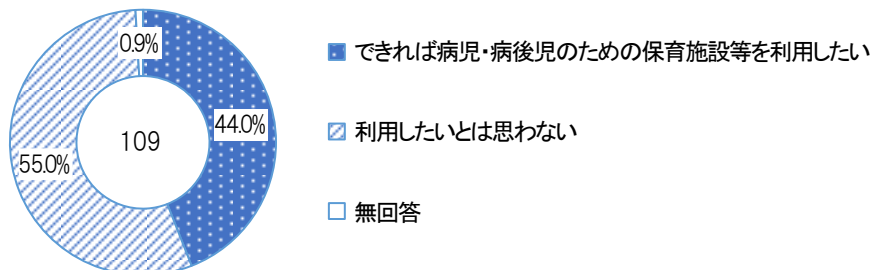 0.9%
44.0%
109
55.0%
できれば病児・病後児のための保育施設等を利用したい
利用したいとは思わない
無回答